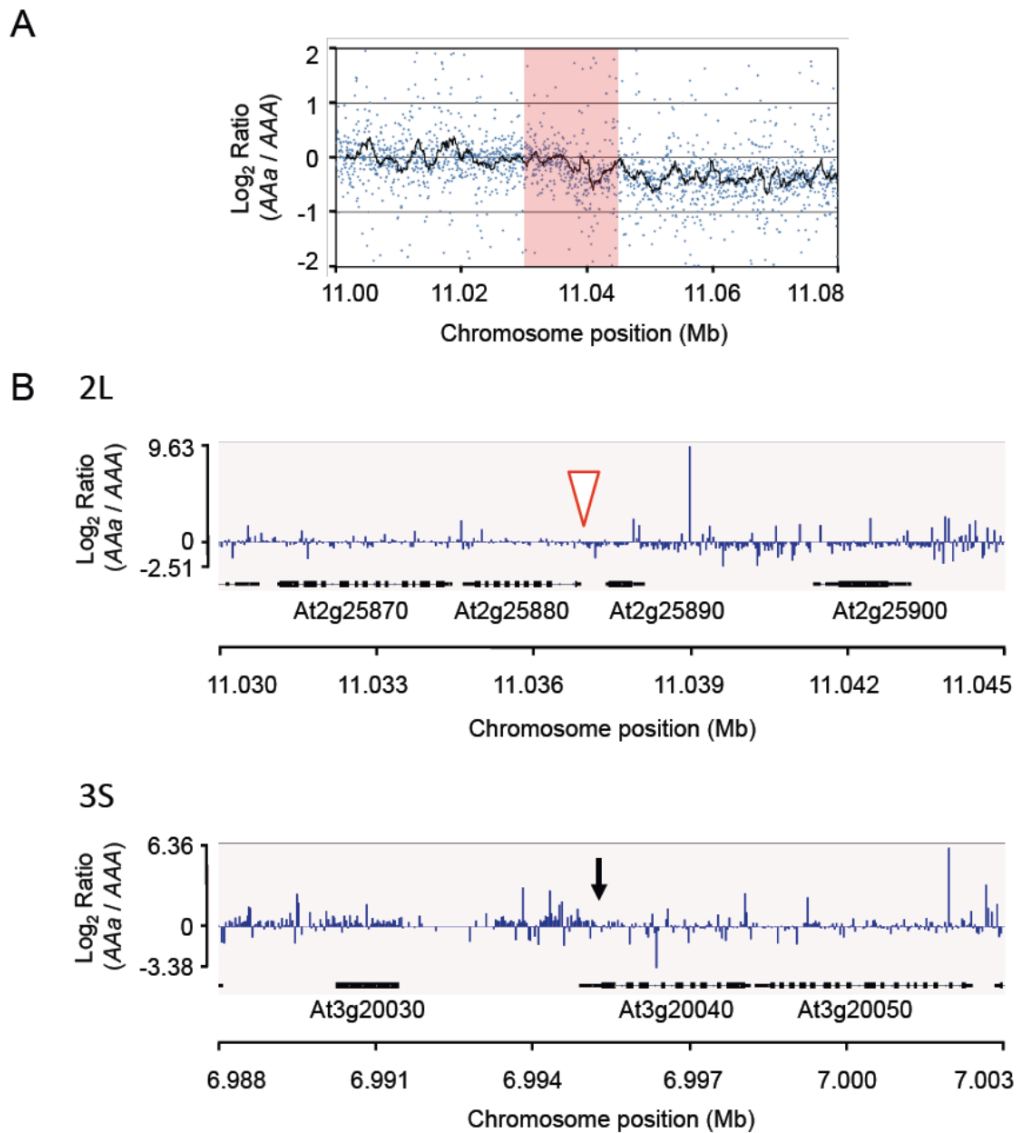 A
Log2 Ratio
(AAa / AAA)
2
1
0
-1
-2
11.00 11.02 11.04 11.06 11.08
Chromosome position (Mb)
B 2L
Log2 Ratio
(AAa / AAA)
9.63
0
-2.51
At2g25870 At2g25880 At2g25890 At2g25900
11.030 11.033 11.036 11.039 11.042 11.045
Chromosome position (Mb)
3S
Log2 Ratio
(AAa / AAA)
6.36
0
-3.38
At3g20030 At3g20040 At3g20050
6.988 6.991 6.994 6.997 7.000 7.003
Chromosome position (Mb)